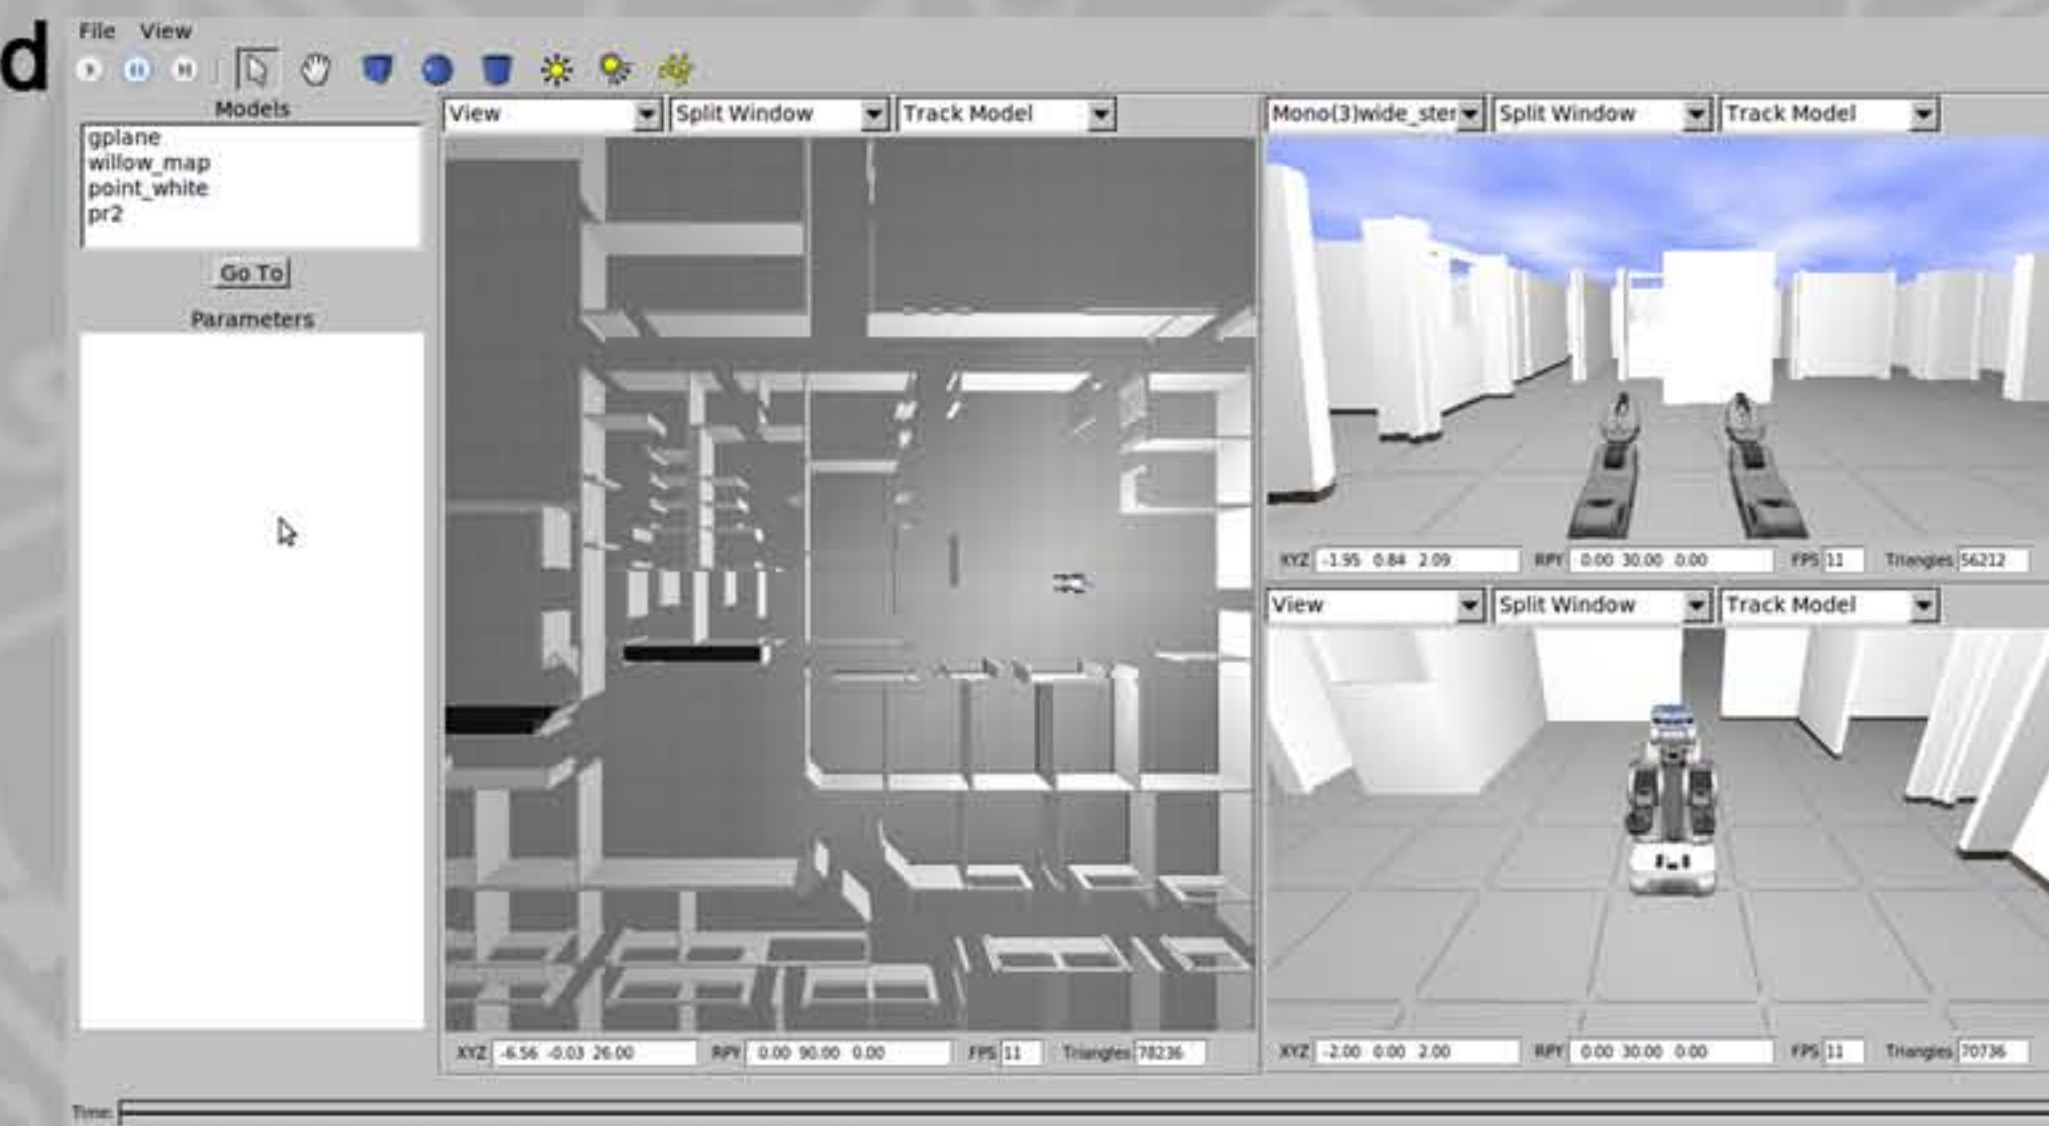 d
File View
Models
gplane
willow_map
point_white
pr2
Go To
Parameters
View Split Window Track Model
XYZ -6.56 -0.03 26.00 RPY 0.00 90.00 0.00 FPS 11 Triangles 78236
Mono(3)wide_ster Split Window Track Model
XYZ -1.95 0.84 2.09 RPY 0.00 30.00 0.00 FPS 11 Triangles 56212
View Split Window Track Model
XYZ -2.00 0.00 2.00 RPY 0.00 30.00 0.00 FPS 11 Triangles 70736
Time: